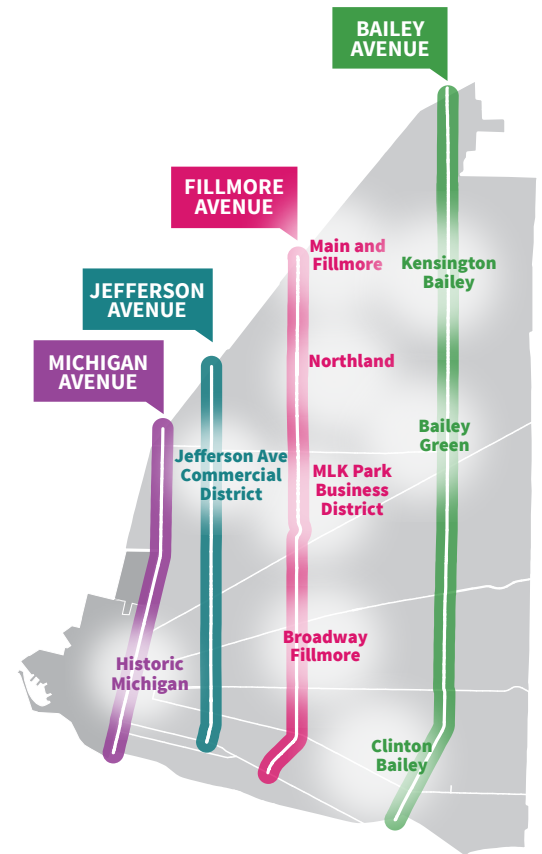 BAILEY
AVENUE
FILLMORE
AVENUE
Main and
Fillmore
Kensington
Bailey
JEFFERSON
AVENUE
MICHIGAN
AVENUE
Northland
Bailey
Green
Jefferson Ave
Commercial
District
MLK Park
Business
District
Broadway
Fillmore
Historic
Michigan
Clinton
Bailey